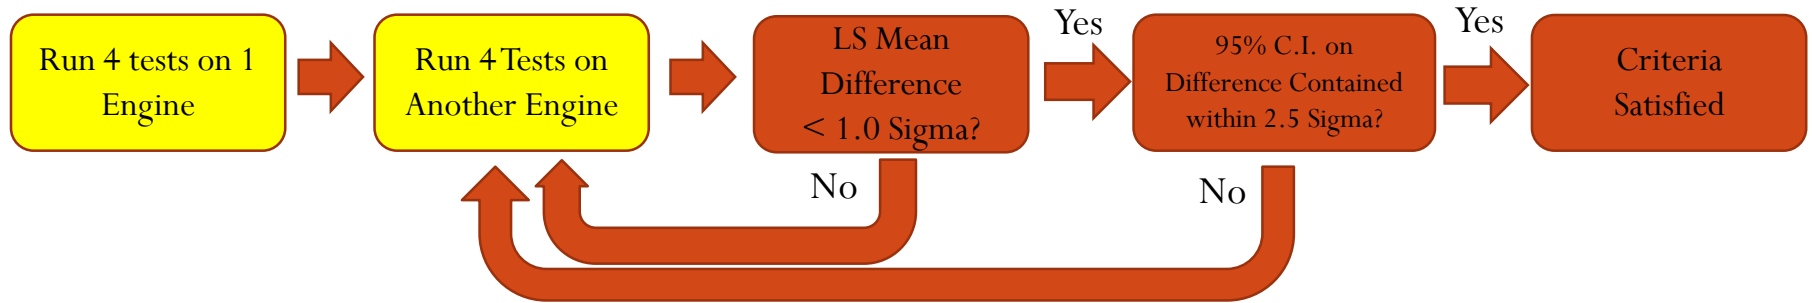 Run 4 tests on 1
Engine
Run 4 Tests on
Another Engine
LS Mean
Difference
< 1.0 Sigma?
Yes
No
95% C.I. on
Difference Contained
within 2.5 Sigma?
Yes
No
Criteria
Satisfied